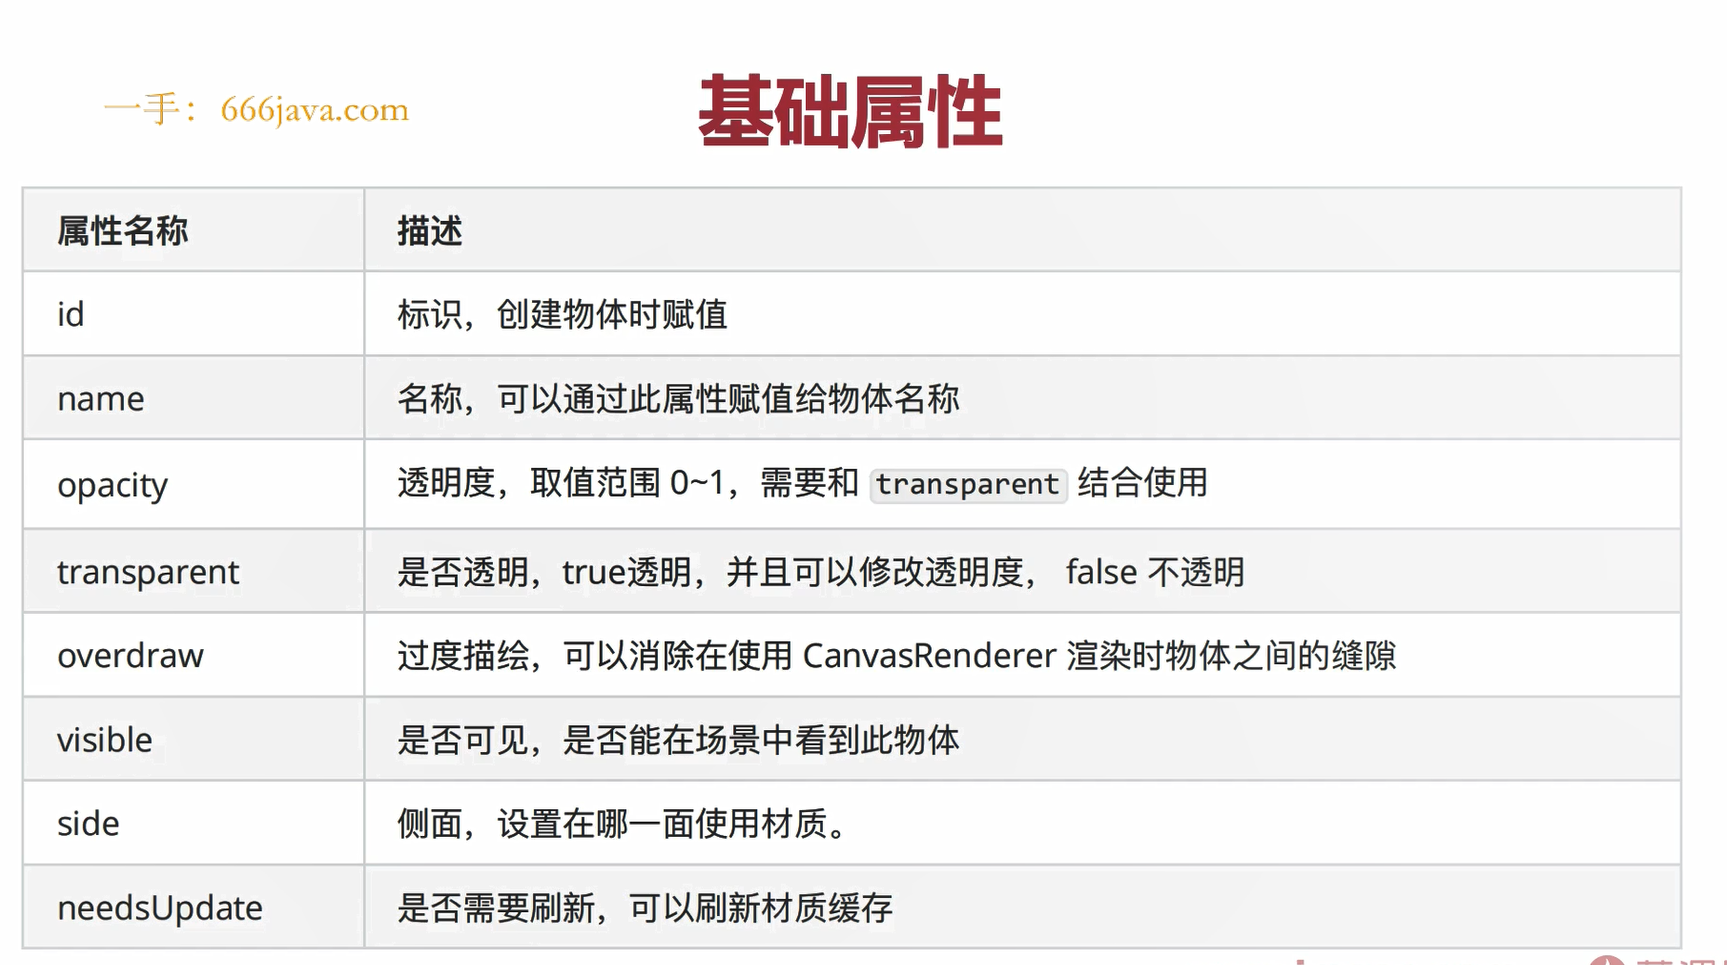 一手：666java.com
基础属性
属性名称 描述
id 标识，创建物体时赋值
name 名称，可以通过此属性赋值给物体名称
opacity 透明度，取值范围 0~1，需要和 transparent 结合使用
transparent 是否透明，true透明，并且可以修改透明度， false 不透明
overdraw 过度描绘，可以消除在使用 CanvasRenderer 渲染时物体之间的缝隙
visible 是否可见，是否能在场景中看到此物体
side 侧面，设置在哪一面使用材质。
needsUpdate 是否需要刷新，可以刷新材质缓存